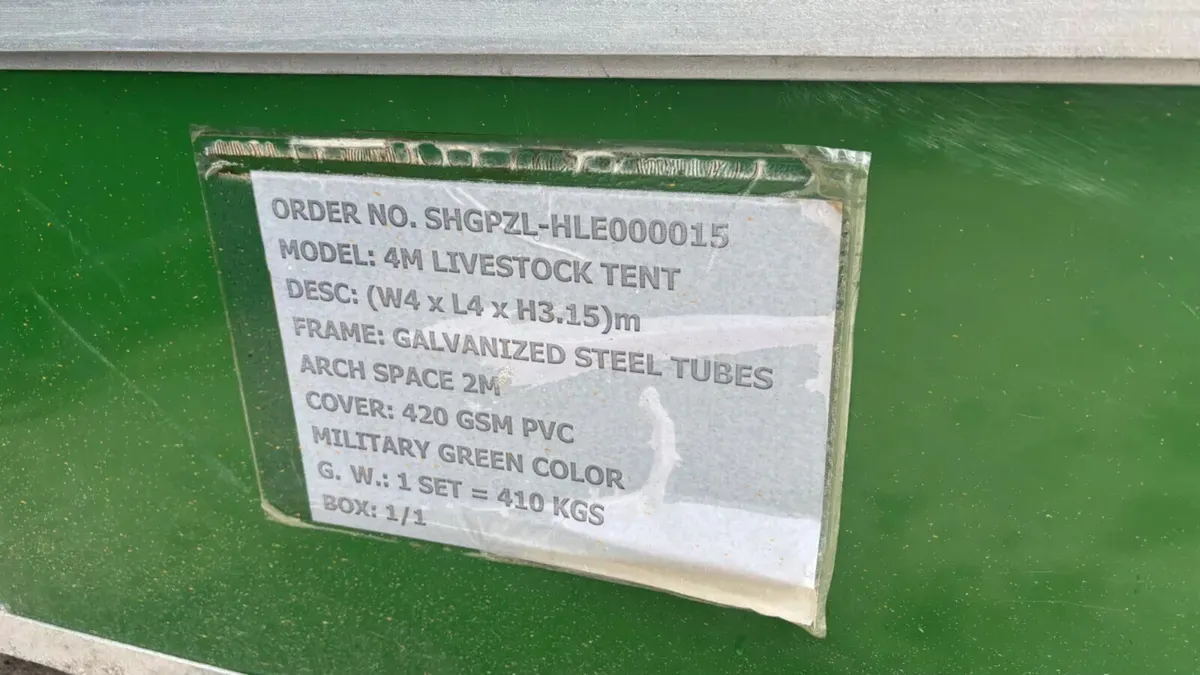 ORDER NO. SHGPZL-HLE000015
MODEL: 4M LIVESTOCK TENT
DESC: (W4 x L4 x H3.15)m
FRAME: GALVANIZED STEEL TUBES
ARCH SPACE 2M
COVER: 420 GSM PVC
MILITARY GREEN COLOR
G. W.: 1 SET = 410 KGS
BOX: 1/1